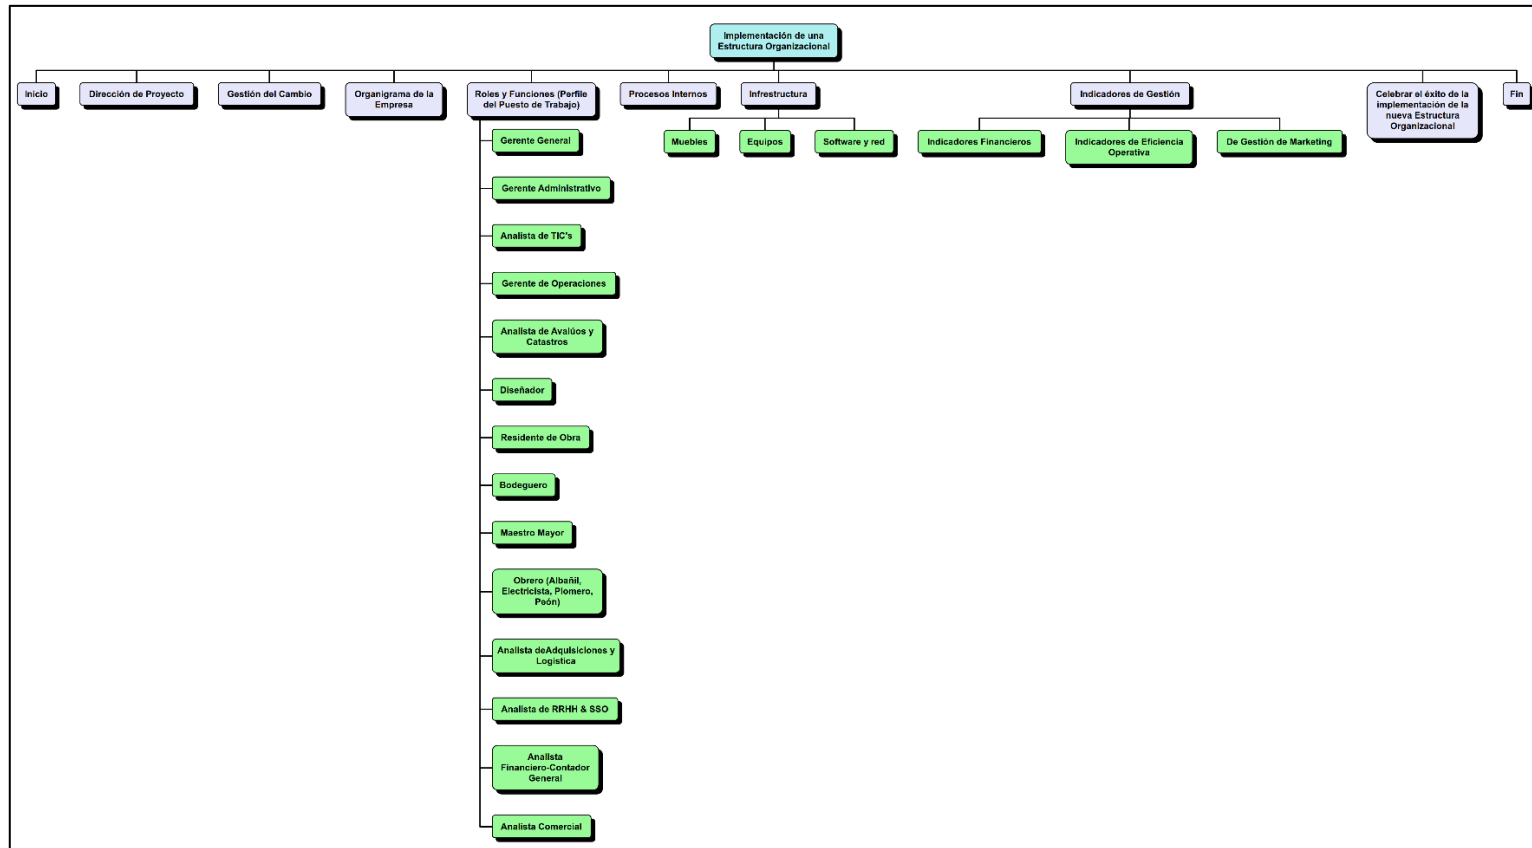 Implementación de una
Estructura Organizacional
Inicio
Dirección de Proyecto
Gestión del Cambio
Organigrama de la
Empresa
Roles y Funciones (Perfile
del Puesto de Trabajo)
Procesos Internos
Infrestructura
Indicadores de Gestión
Celebrar el éxito de la
implementación de la
nueva Estructura
Organizacional
Fin
Gerente General
Gerente Administrativo
Analista de TIC's
Gerente de Operaciones
Analista de Avalúos y
Catastros
Diseñador
Residente de Obra
Bodeguero
Maestro Mayor
Obrero (Albañil,
Electricista, Plomero,
Peón)
Analista deAdquisiciones y
Logística
Analista de RRHH & SSO
Analista
Financiero-Contador
General
Analista Comercial
Muebles
Equipos
Software y red
Indicadores Financieros
Indicadores de Eficiencia
Operativa
De Gestión de Marketing